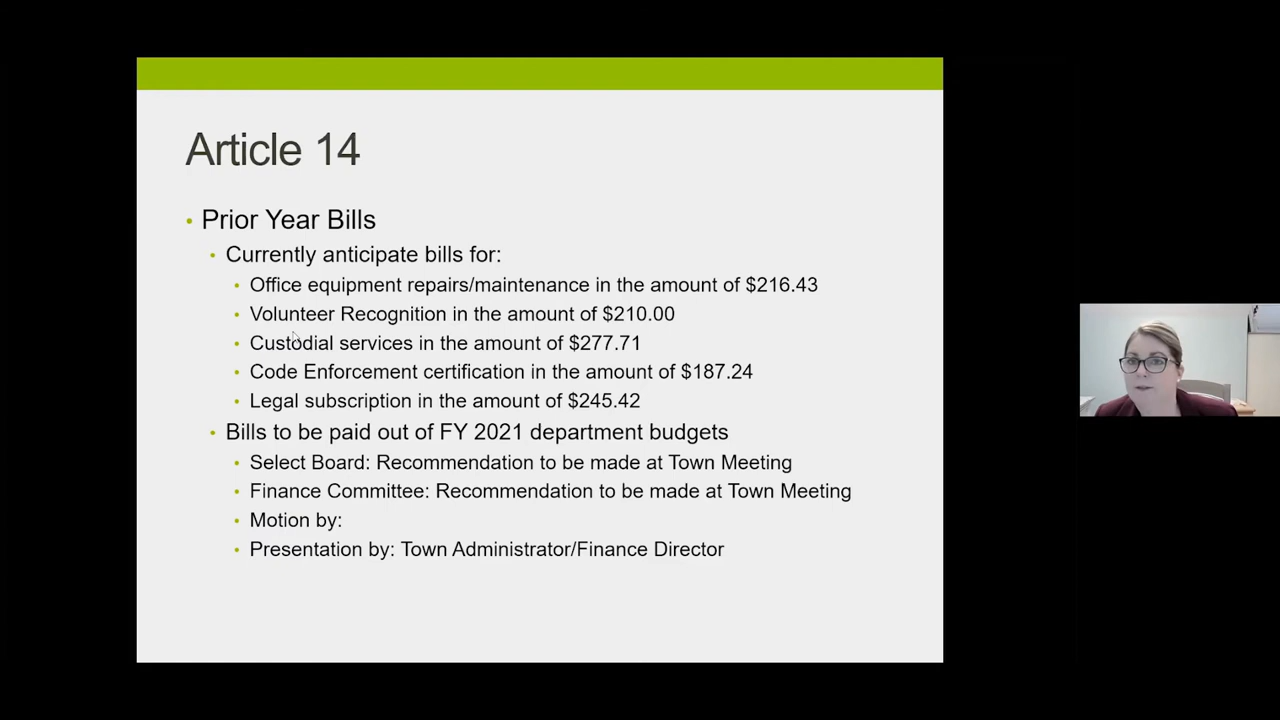 Article 14
Prior Year Bills
Currently anticipate bills for:
Office equipment repairs/maintenance in the amount of $216.43
Volunteer Recognition in the amount of $210.00
Custodial services in the amount of $277.71
Code Enforcement certification in the amount of $187.24
Legal subscription in the amount of $245.42
Bills to be paid out of FY 2021 department budgets
Select Board: Recommendation to be made at Town Meeting
Finance Committee: Recommendation to be made at Town Meeting
Motion by:
Presentation by: Town Administrator/Finance Director